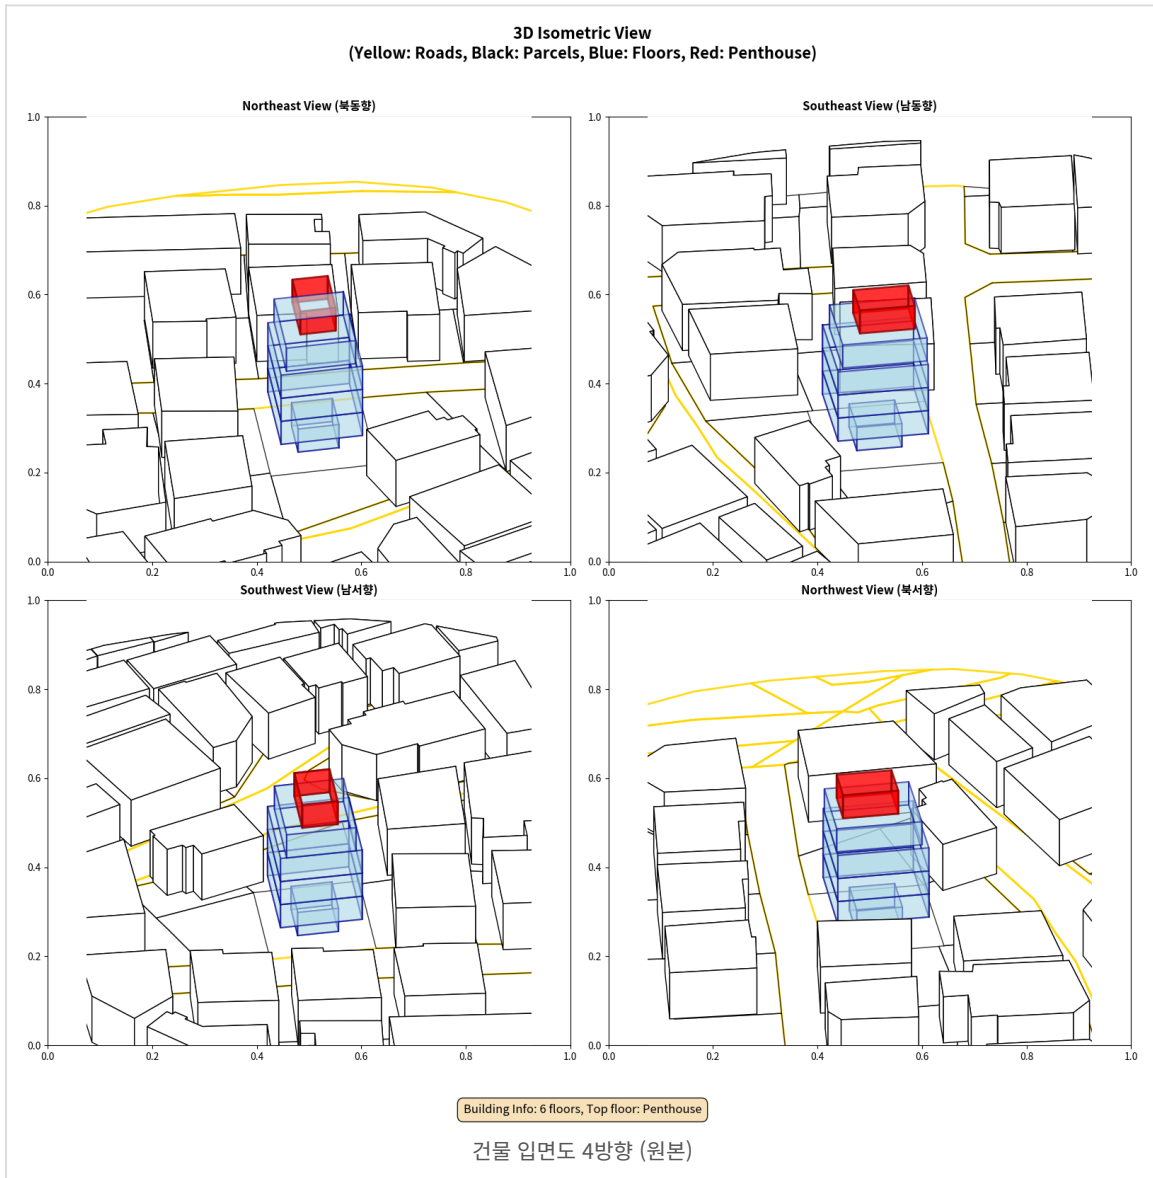 3D Isometric View
(Yellow: Roads, Black: Parcels, Blue: Floors, Red: Penthouse)
Northeast View (북동향)
1.0
0.8
0.6
0.4
0.2
0.0
0.0 0.2 0.4 0.6 0.8 1.0
Southeast View (남동향)
1.0
0.8
0.6
0.4
0.2
0.0
0.0 0.2 0.4 0.6 0.8 1.0
Southwest View (남서향)
1.0
0.8
0.6
0.4
0.2
0.0
0.0 0.2 0.4 0.6 0.8 1.0
Northwest View (북서향)
1.0
0.8
0.6
0.4
0.2
0.0
0.0 0.2 0.4 0.6 0.8 1.0
Building Info: 6 floors, Top floor: Penthouse
건물 입면도 4방향 (원본)